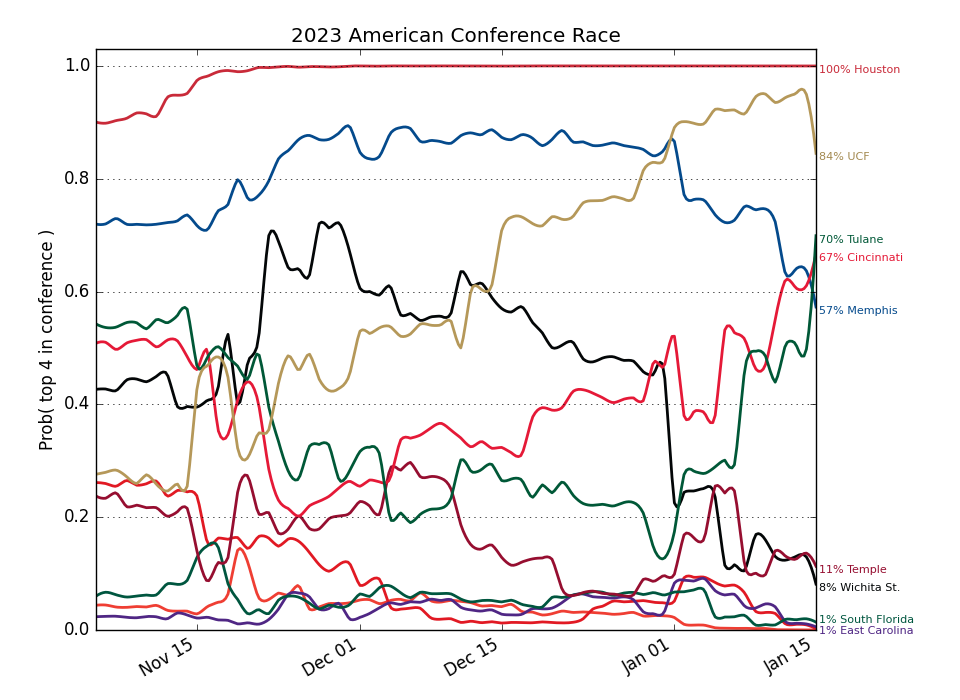 2023 American Conference Race
Prob( top 4 in conference )
1.0
0.8
0.6
0.4
0.2
0.0
Nov 15
Dec 01
Dec 15
Jan 01
Jan 15
100% Houston
84% UCF
70% Tulane
67% Cincinnati
57% Memphis
11% Temple
8% Wichita St.
1% South Florida
1% East Carolina